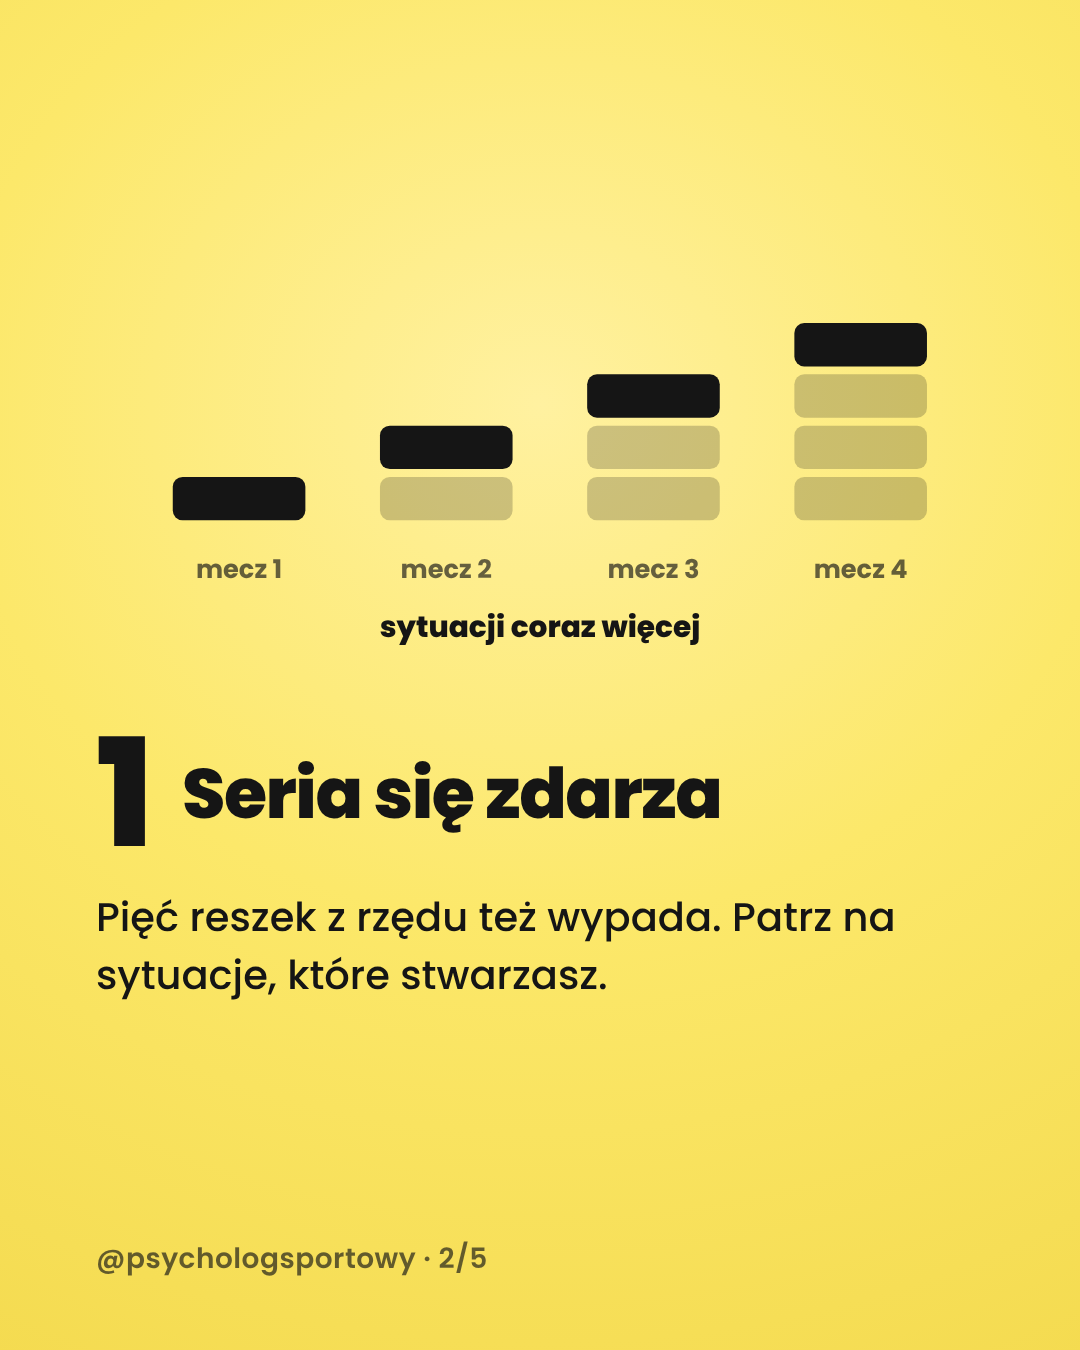 mecz 1 mecz 2 mecz 3 mecz 4
sytuacji coraz więcej
1 Seria się zdarza
Pięć reszek z rzędu też wypada. Patrz na
sytuacje, które stwarzasz.
@psychologsportowy · 2/5